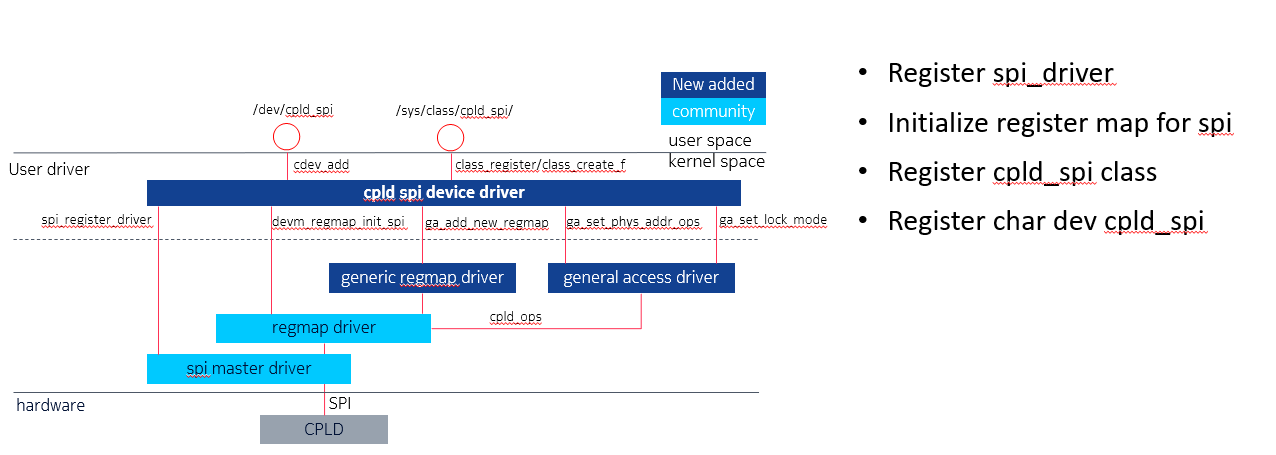 New added
community
/dev/cpld_spi
/sys/class/cpld_spi/
user space
kernel space
User driver
cdev_add
class_register/class_create_f
cpld spi device driver
spi_register_driver
devm_regmap_init_spi
ga_add_new_regmap
ga_set_phys_addr_ops
ga_set_lock_mode
generic regmap driver
general access driver
cpld_ops
regmap driver
spi master driver
hardware
SPI
CPLD
• Register spi_driver
• Initialize register map for spi
• Register cpld_spi class
• Register char dev cpld_spi